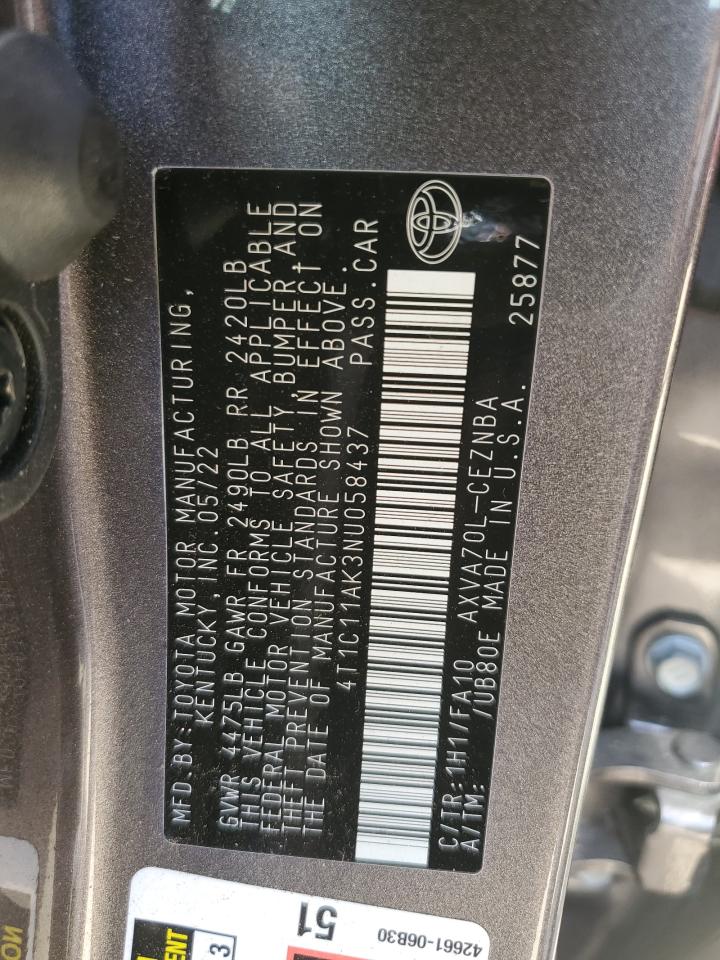 MFD.BY:TOYOTA MOTOR MANUFACTURING,
KENTUCKY,INC.05/22
GVWR 4475LB GAWR FR 2490LB RR 2420LB
THIS VEHICLE CONFORMS TO ALL APPLICABLE
FEDERAL MOTOR VEHICLE SAFETY, BUMPER,AND
THEFT PREVENTION STANDARDS IN EFFECT ON
THE DATE OF MANUFACTURE SHOWN ABOVE.
4T1C11AK3NU058437 PASS.CAR
C/TR:1H1/FA10 AXVA70L-CEZNBA
A/TM: /UB80E MADE IN U.S.A. 25877
51
42661-06B30
ENT
3